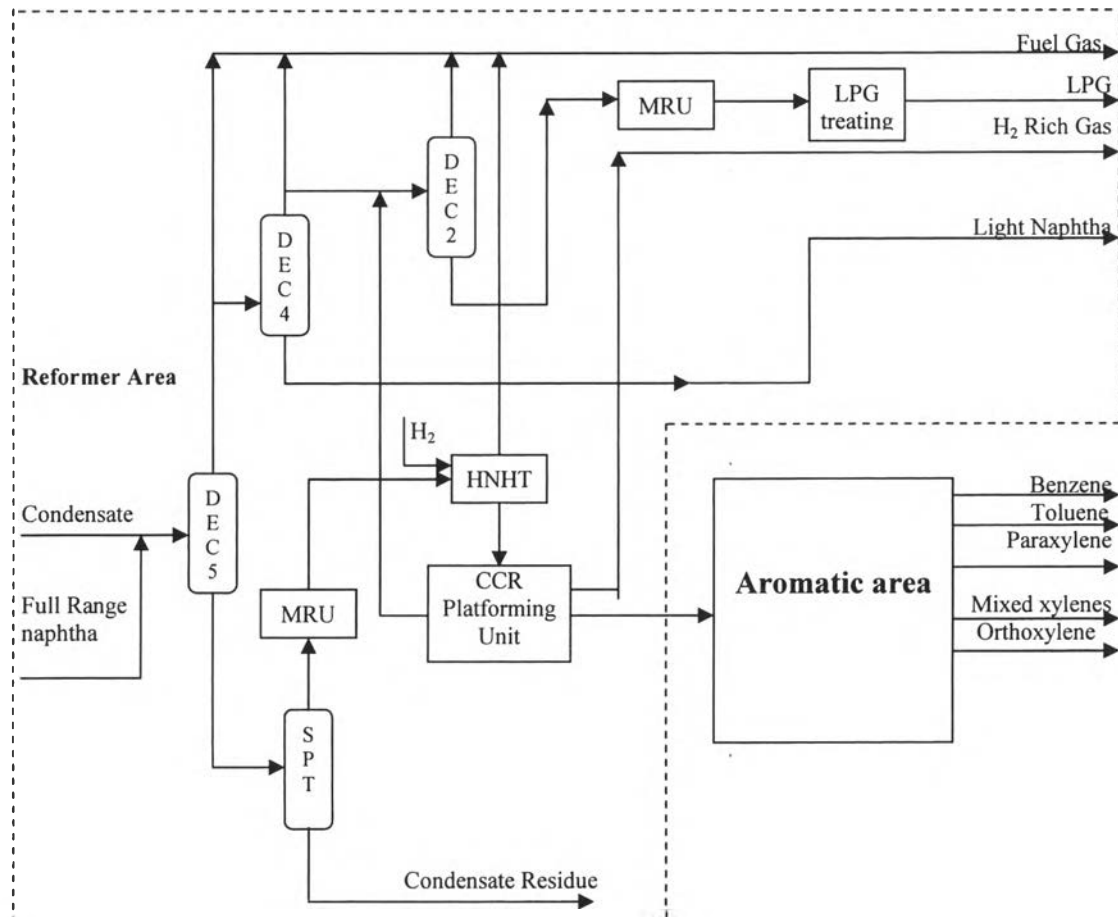 Fuel Gas
LPG
MRU
LPG
treating
H₂ Rich Gas
D
E
C
2
D
E
C
4
Light Naphtha
Reformer Area
H₂
HNHT
D
E
C
5
Condensate
Full Range
naphtha
MRU
CCR
Platforming
Unit
S
P
T
Condensate Residue
Aromatic area
Benzene
Toluene
Paraxylene
Mixed xylenes
Orthoxylene